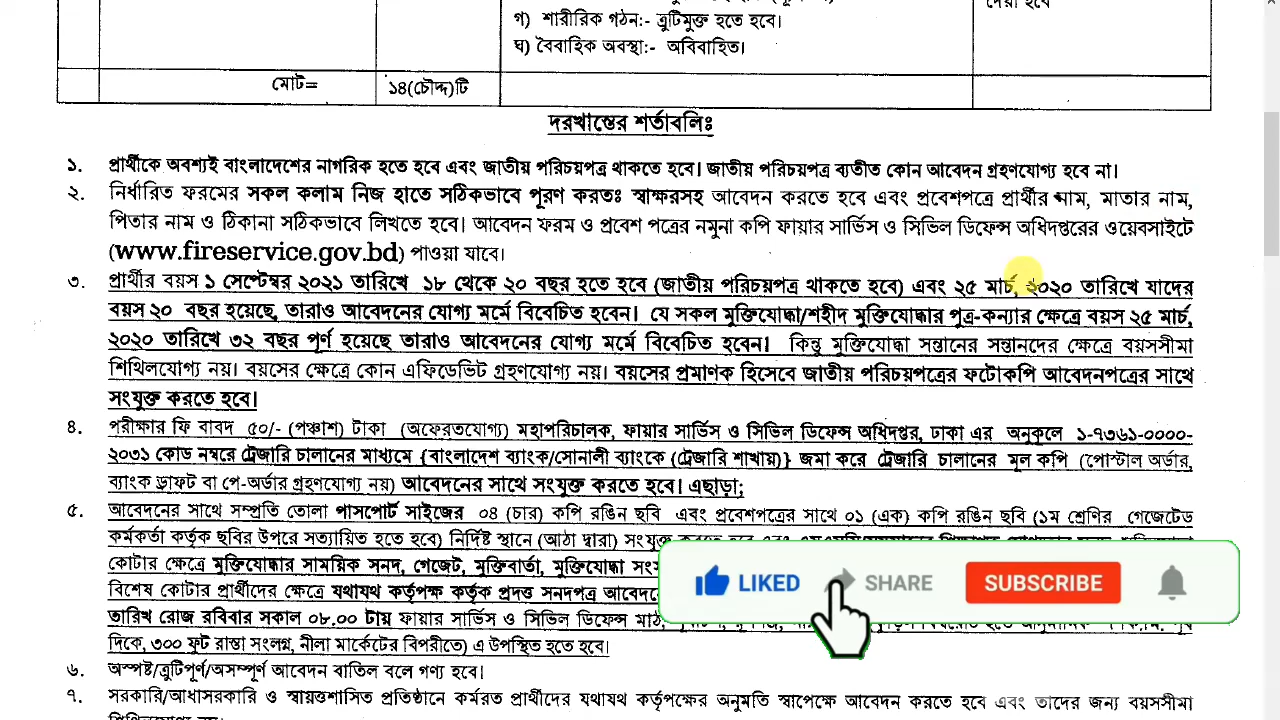 গ) শারীরিক গঠন:- ত্রুটিমুক্ত হতে হবে।
ঘ) বৈবাহিক অবস্থা:- অবিবাহিত।
মোট= ১৪(চৌদ্দ)টি
দরখাস্তের শর্তাবলিঃ
১. প্রার্থীকে অবশ্যই বাংলাদেশের নাগরিক হতে হবে এবং জাতীয় পরিচয়পত্র থাকতে হবে। জাতীয় পরিচয়পত্র ব্যতীত কোন আবেদন গ্রহণযোগ্য হবে না।
২. নির্ধারিত ফরমের সকল কলাম নিজ হাতে সঠিকভাবে পূরণ করতঃ স্বাক্ষরসহ আবেদন করতে হবে এবং প্রবেশপত্রে প্রার্থীর নাম, মাতার নাম,
পিতার নাম ও ঠিকানা সঠিকভাবে লিখতে হবে। আবেদন ফরম ও প্রবেশ পত্রের নমুনা কপি ফায়ার সার্ভিস ও সিভিল ডিফেন্স অধিদপ্তরের ওয়েবসাইটে
(www.fireservice.gov.bd) পাওয়া যাবে।
৩. প্রার্থীর বয়স ১ সেপ্টেম্বর ২০২১ তারিখে ১৮ থেকে ২০ বছর হতে হবে (জাতীয় পরিচয়পত্র থাকতে হবে) এবং ২৫ মার্চ, ২০২০ তারিখে যাদের
বয়স ২০ বছর হয়েছে, তারাও আবেদনের যোগ্য মর্মে বিবেচিত হবেন। যে সকল মুক্তিযোদ্ধা/শহীদ মুক্তিযোদ্ধার পুত্র-কন্যার ক্ষেত্রে বয়স ২৫ মার্চ,
২০২০ তারিখে ৩২ বছর পূর্ণ হয়েছে তারাও আবেদনের যোগ্য মর্মে বিবেচিত হবেন। কিন্তু মুক্তিযোদ্ধা সন্তানের সন্তানদের ক্ষেত্রে বয়সসীমা
শিথিলযোগ্য নয়। বয়সের ক্ষেত্রে কোন এফিডেভিট গ্রহণযোগ্য নয়। বয়সের প্রমাণক হিসেবে জাতীয় পরিচয়পত্রের ফটোকপি আবেদনপত্রের সাথে
সংযুক্ত করতে হবে।
৪. পরীক্ষার ফি বাবদ ৫০/- (পঞ্চাশ) টাকা (অফেরতযোগ্য) মহাপরিচালক, ফায়ার সার্ভিস ও সিভিল ডিফেন্স অধিদপ্তর, ঢাকা এর অনুকূলে ১-৭৩৬১-০০০০-
২০৩১ কোড নম্বরে ট্রেজারি চালানের মাধ্যমে {বাংলাদেশ ব্যাংক/সোনালী ব্যাংকে (ট্রেজারি শাখায়)} জমা করে ট্রেজারি চালানের মূল কপি (পোস্টাল অর্ডার,
ব্যাংক ড্রাফট বা পে-অর্ডার গ্রহণযোগ্য নয়) আবেদনের সাথে সংযুক্ত করতে হবে। এছাড়া;
৫. আবেদনের সাথে সম্প্রতি তোলা পাসপোর্ট সাইজের ০৪ (চার) কপি রঙিন ছবি এবং প্রবেশপত্রের সাথে ০১ (এক) কপি রঙিন ছবি (১ম শ্রেণির গেজেটেড
কর্মকর্তা কর্তৃক ছবির উপরে সত্যায়িত হতে হবে) নির্দিষ্ট স্থানে (আঠা দ্বারা)
কোটার ক্ষেত্রে মুক্তিযোদ্ধার সাময়িক সনদ, গেজেট, মুক্তিবার্তা, মুক্তিযোদ্ধা
বিশেষ কোটার প্রার্থীদের ক্ষেত্রে যথাযথ কর্তৃপক্ষ কর্তৃক প্রদত্ত সনদপত্র
তারিখ রোজ রবিবার সকাল ০৮.০০ টায় ফায়ার সার্ভিস ও সিভিল ডিফেন্স মাঠ,
দিকে, ৩০০ ফুট রাস্তা সংলগ্ন, নীলা মার্কেটের বিপরীতে) এ উপস্থিত হতে হবে।
LIKED SHARE SUBSCRIBE
৬. অস্পষ্ট/ত্রুটিপূর্ণ/অসম্পূর্ণ আবেদন বাতিল বলে গণ্য হবে।
৭. সরকারি/আধাসরকারি ও স্বায়ত্তশাসিত প্রতিষ্ঠানে কর্মরত প্রার্থীদের যথাযথ কর্তৃপক্ষের অনুমতি স্বাপেক্ষে আবেদন করতে হবে এবং তাদের জন্য বয়সসীমা